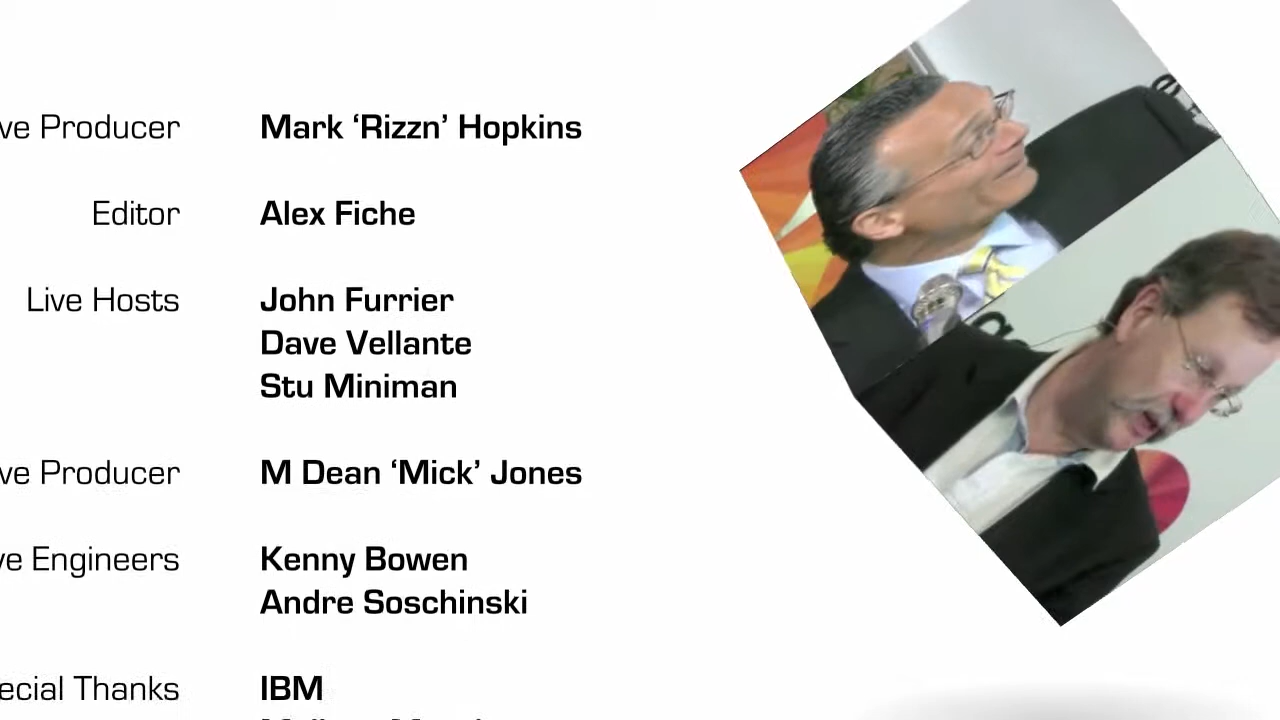 ve Producer Mark ‘Rizzn’ Hopkins
Editor Alex Fiche
Live Hosts John Furrier
Dave Vellante
Stu Miniman
ve Producer M Dean ‘Mick’ Jones
ve Engineers Kenny Bowen
Andre Soschinski
ecial Thanks IBM